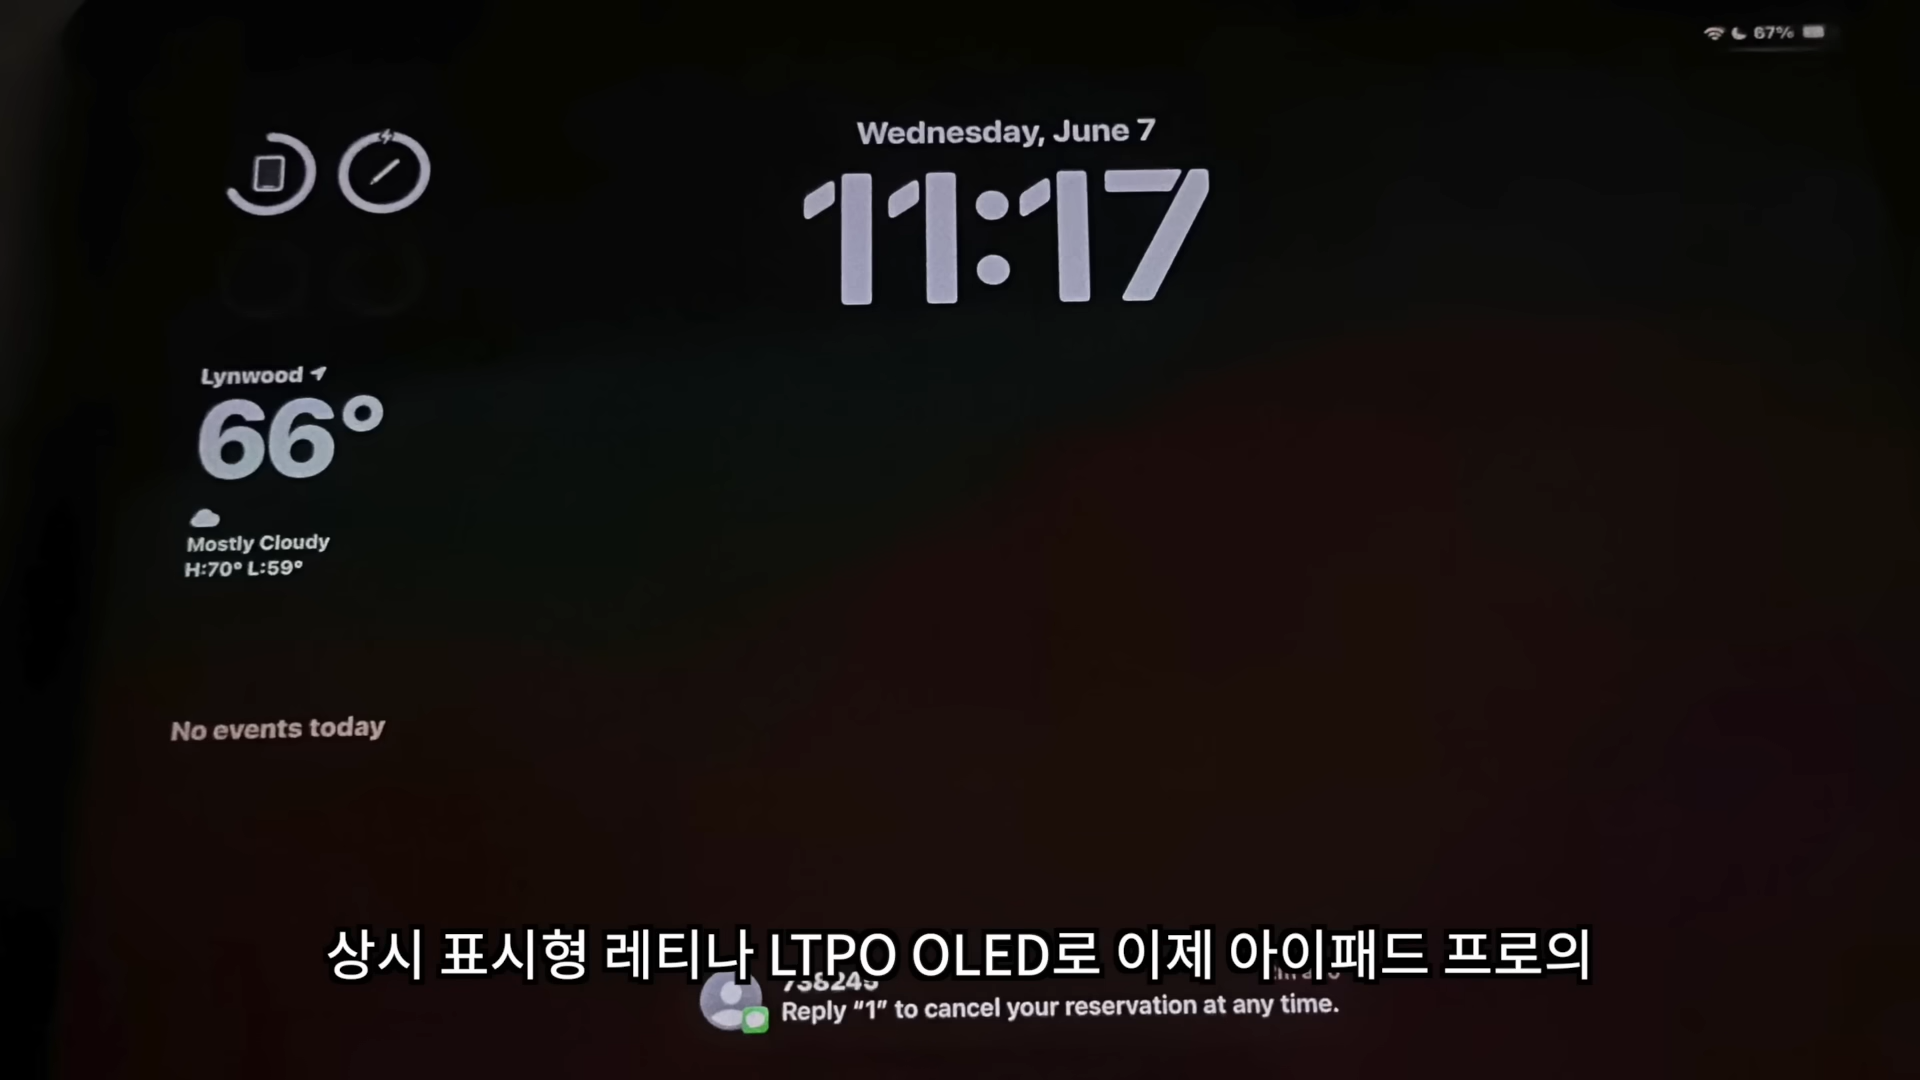 67%
Wednesday, June 7
11:17
Lynwood
66°
Mostly Cloudy
H:70° L:59°
No events today
상시 표시형 레티나 LTPO OLED로 이제 아이패드 프로의
738245
Reply “1” to cancel your reservation at any time.